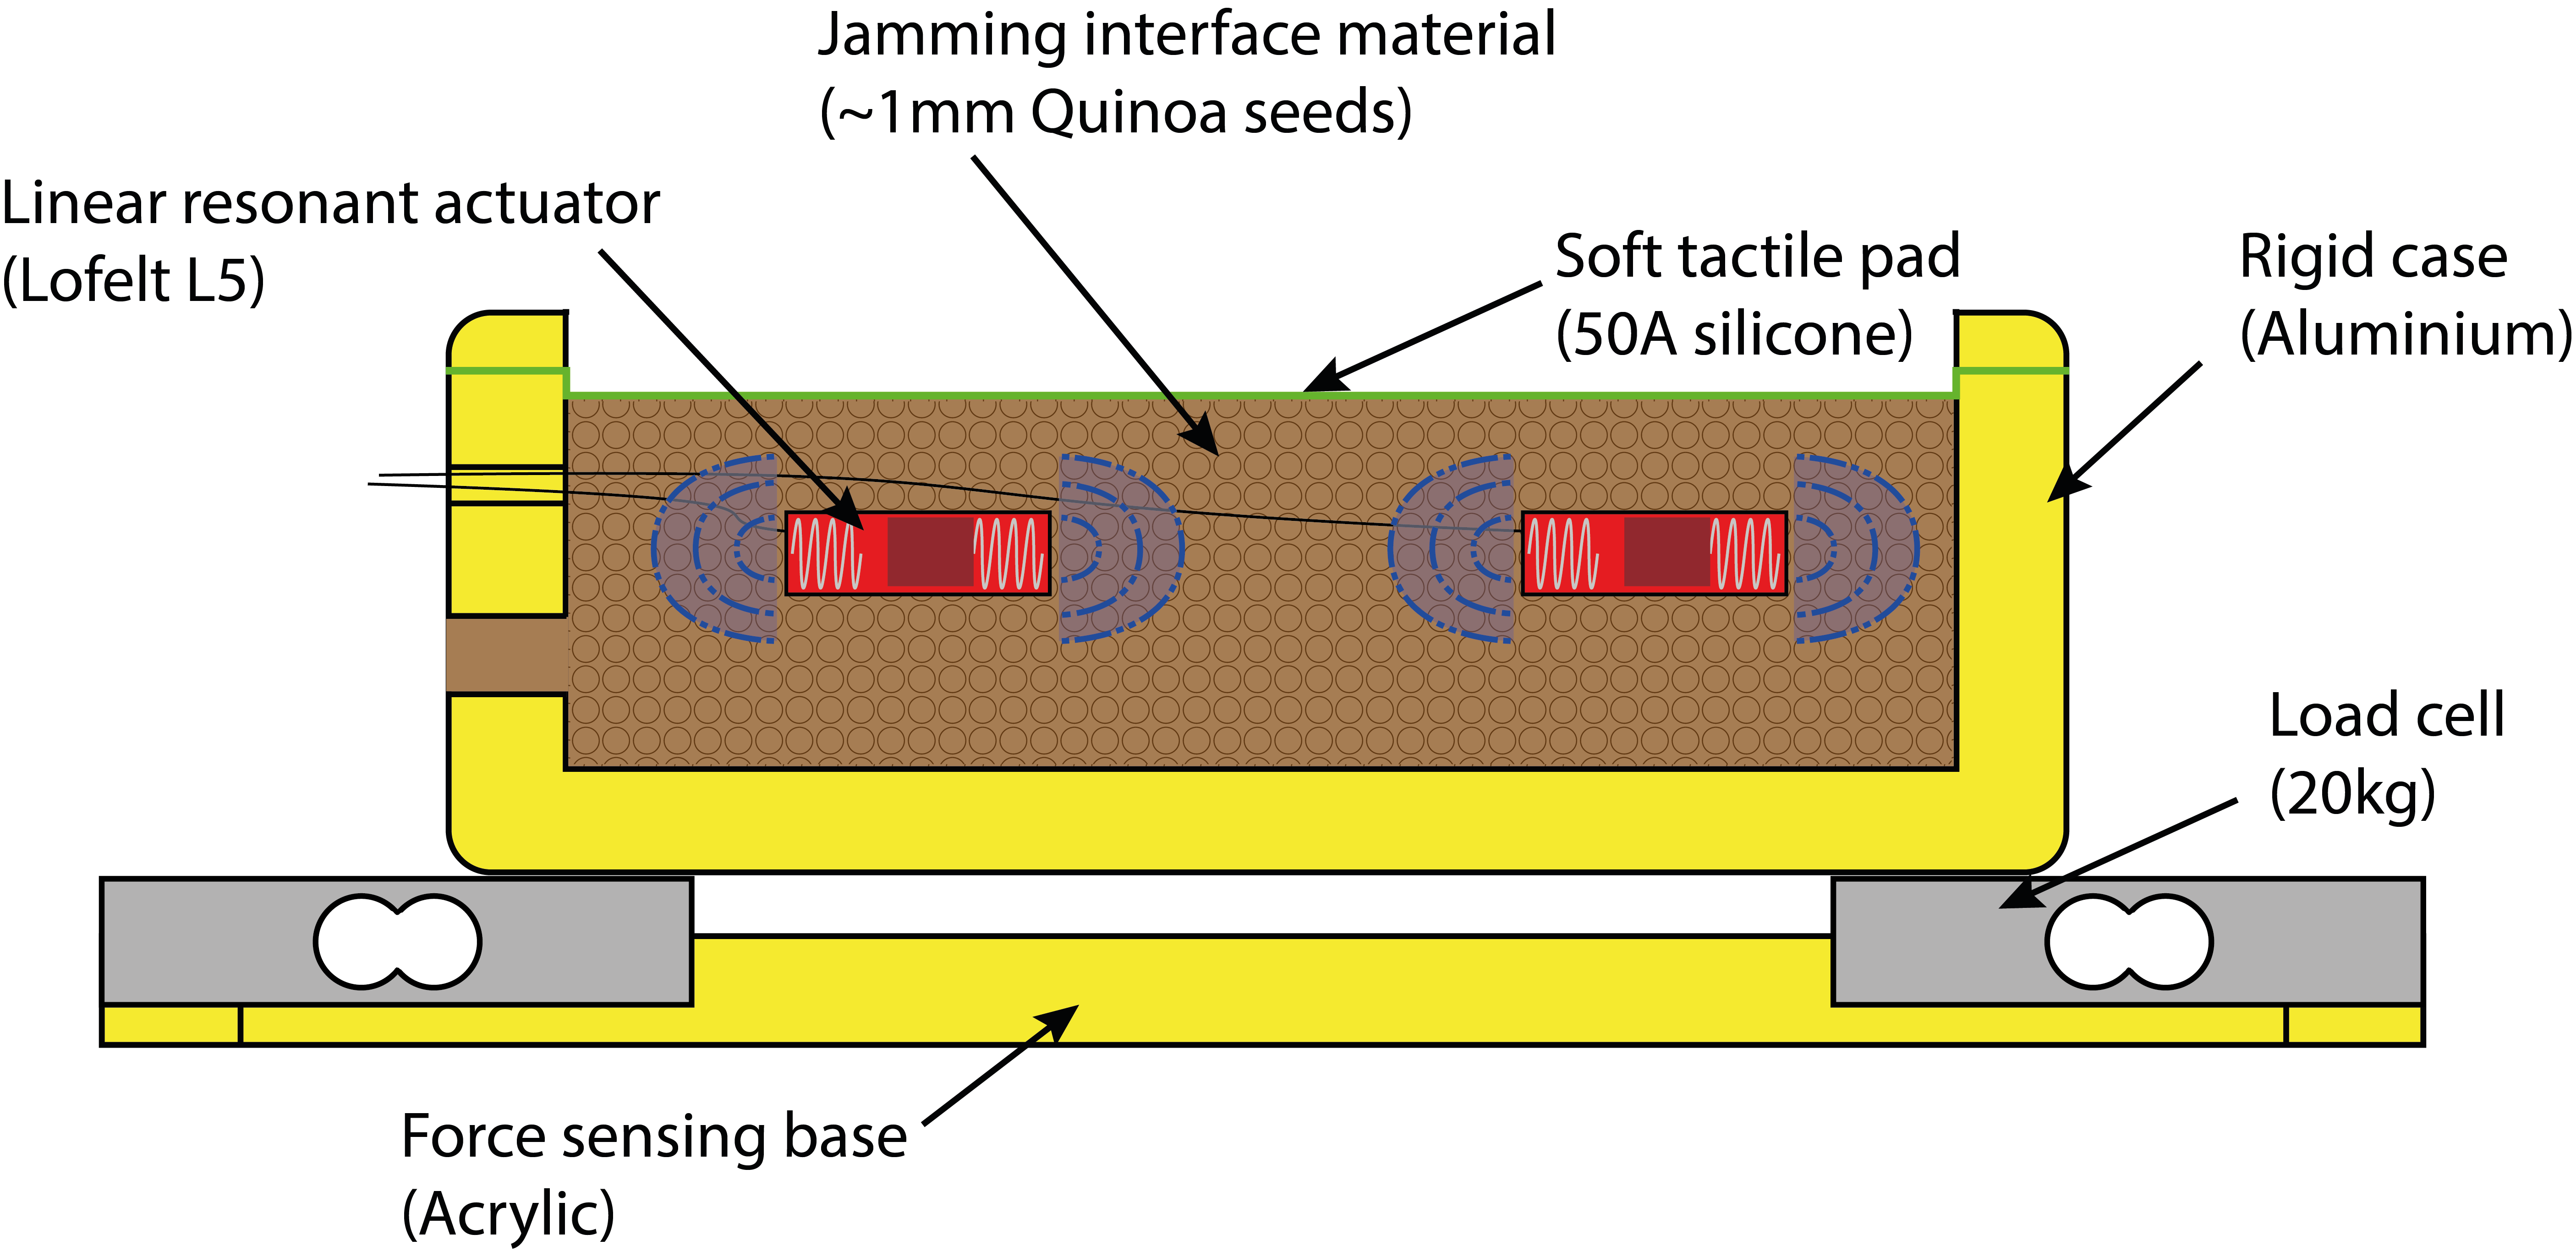 Jamming interface material
(~1mm Quinoa seeds)
Linear resonant actuator
(Lofelt L5)
Soft tactile pad
(50A silicone)
Rigid case
(Aluminium)
Load cell
(20kg)
Force sensing base
(Acrylic)